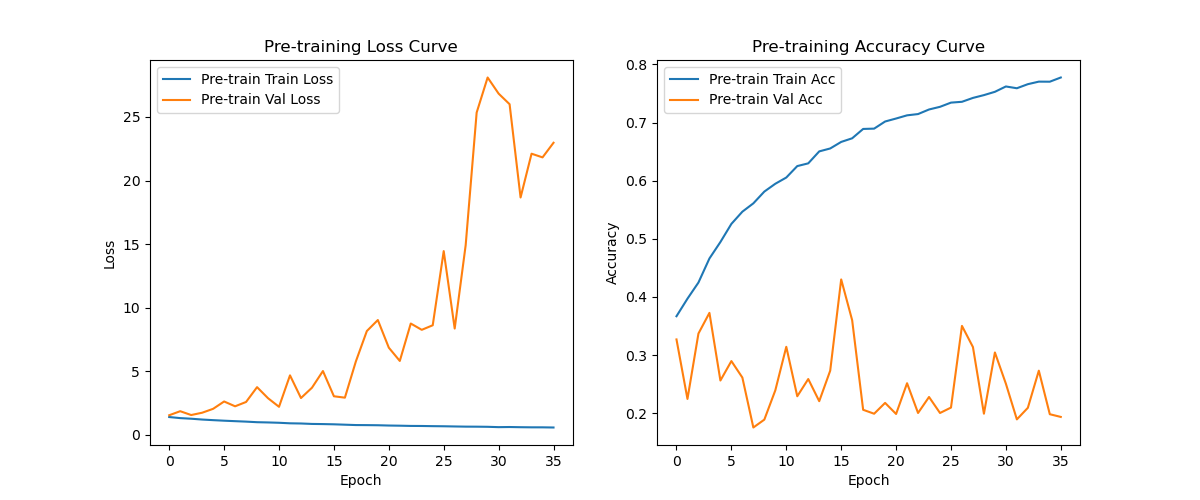 Pre-training Loss Curve
Pre-train Train Loss
Pre-train Val Loss
25
20
15
10
5
0
Loss
0 5 10 15 20 25 30 35
Epoch
Pre-training Accuracy Curve
Pre-train Train Acc
Pre-train Val Acc
0.8
0.7
0.6
0.5
0.4
0.3
0.2
Accuracy
0 5 10 15 20 25 30 35
Epoch